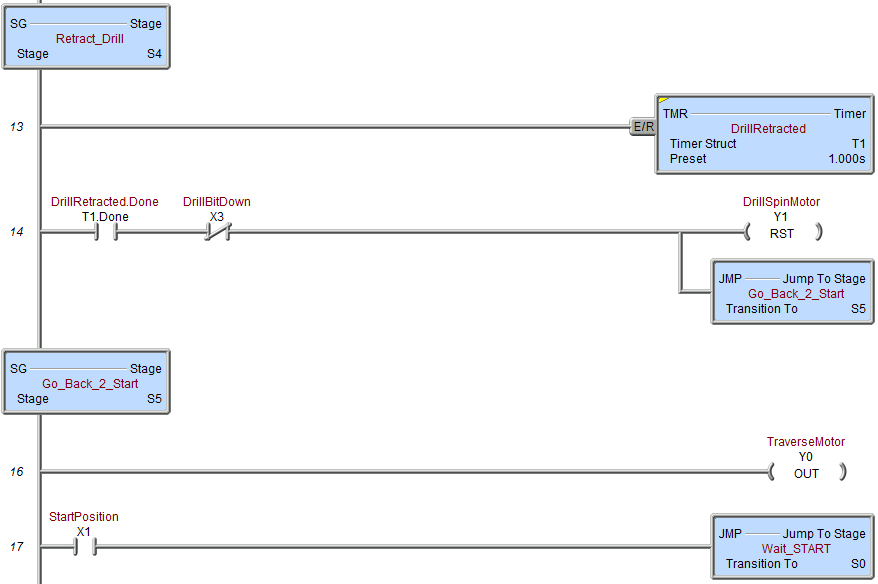 SG Stage
Retract_Drill
Stage S4
13
E/R
TMR Timer
DrillRetracted
Timer Struct T1
Preset 1.000s
DrillRetracted.Done DrillBitDown DrillSpinMotor
T1.Done X3 Y1
14 RST
JMP Jump To Stage
Go_Back_2_Start
Transition To S5
SG Stage
Go_Back_2_Start
Stage S5
TraverseMotor
Y0
16 OUT
StartPosition
X1
17
JMP Jump To Stage
Wait_START
Transition To S0